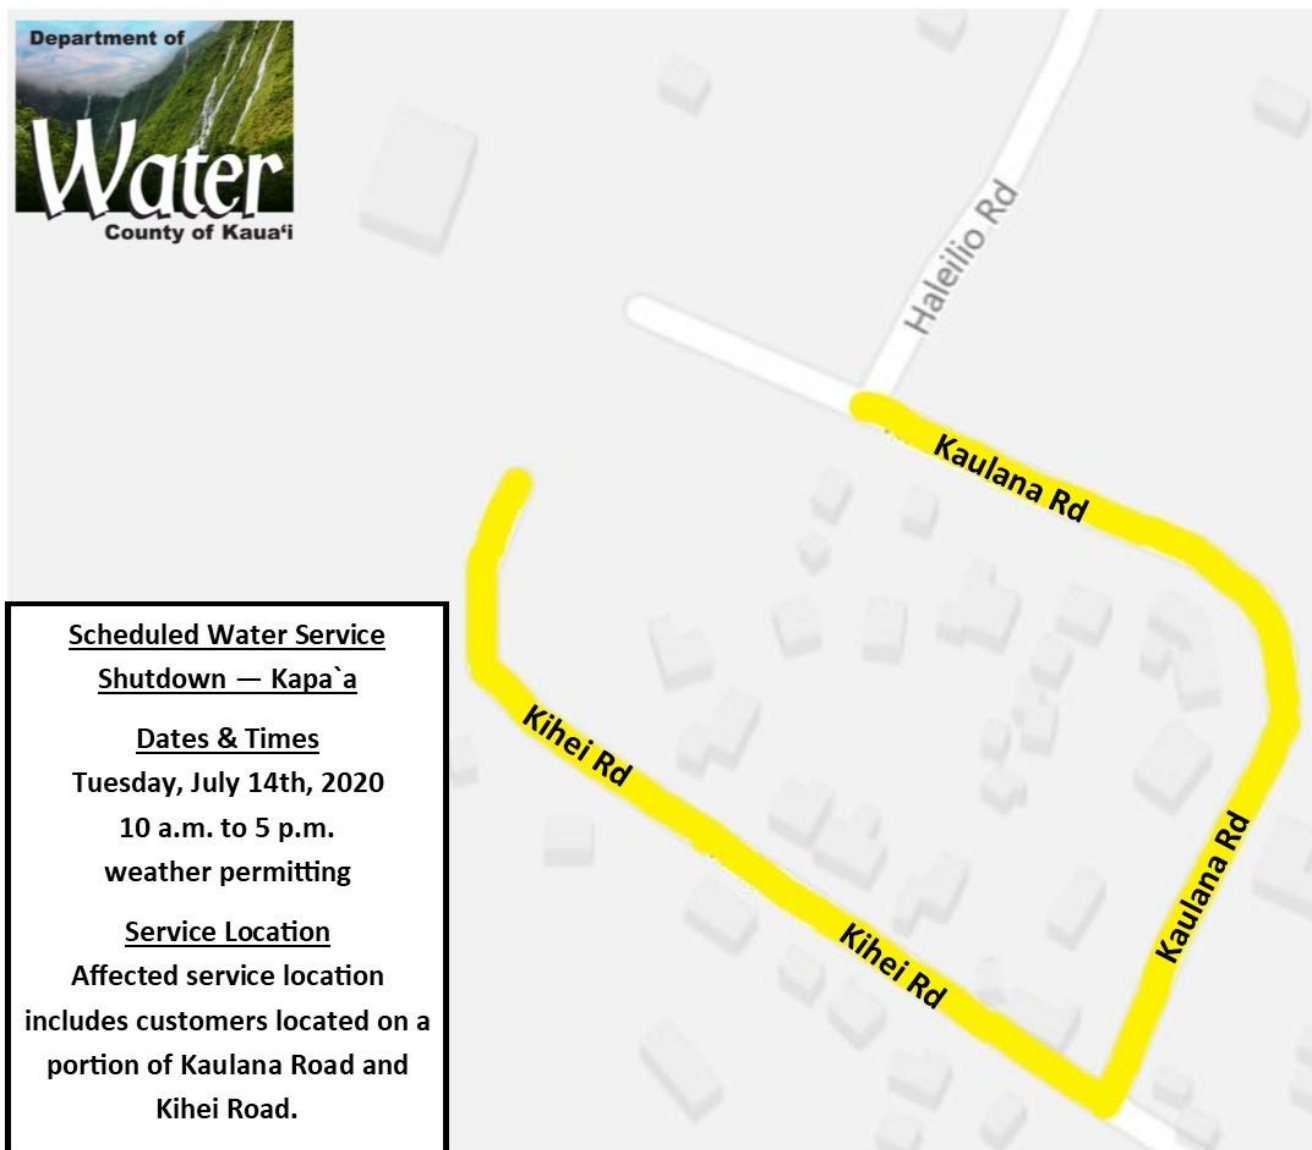 Department of
Water
County of Kauaʻi
Haleilio Rd
Kaulana Rd
Kihei Rd
Kaulana Rd
Kihei Rd
Scheduled Water Service
Shutdown — Kapa`a
Dates & Times
Tuesday, July 14th, 2020
10 a.m. to 5 p.m.
weather permitting
Service Location
Affected service location
includes customers located on a
portion of Kaulana Road and
Kihei Road.